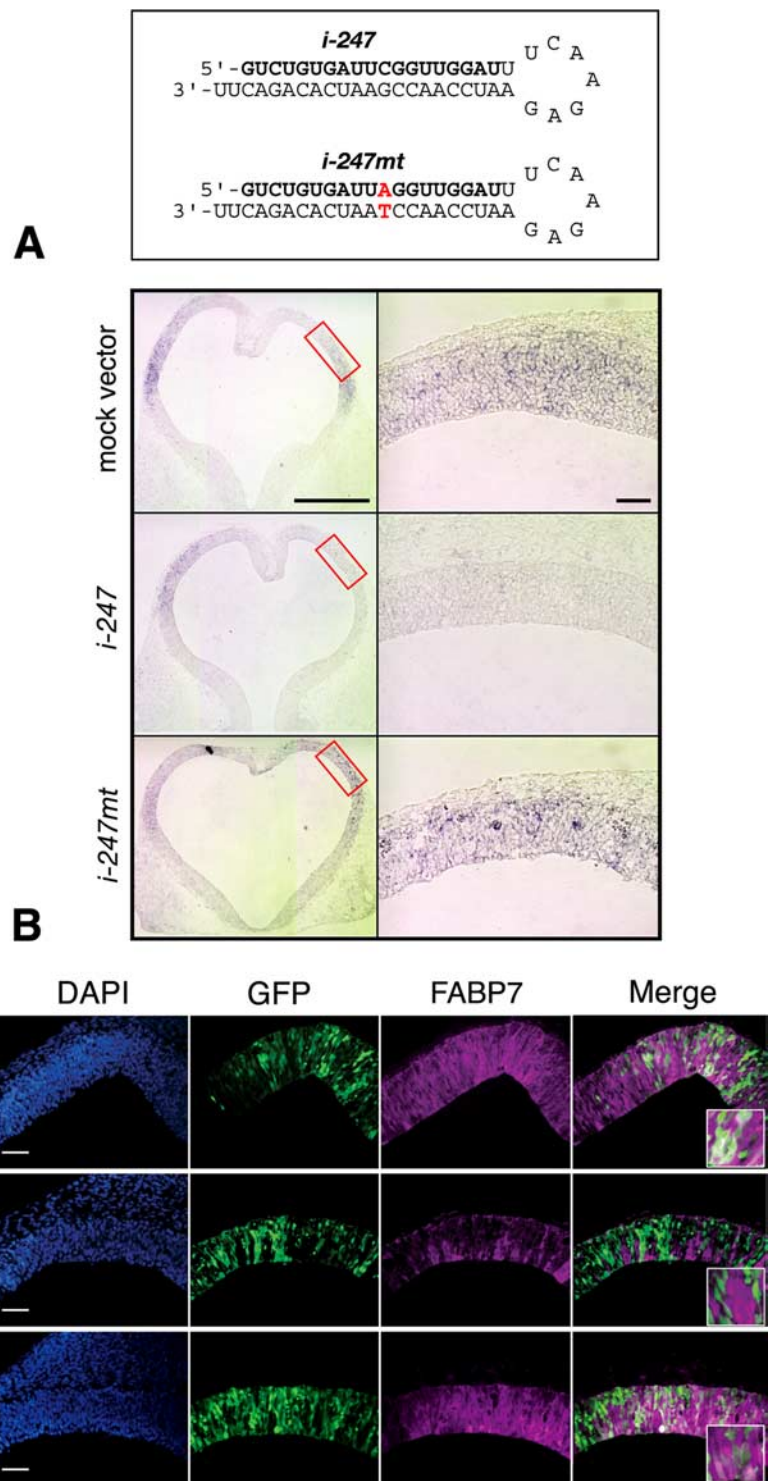 i-247
U C A
5'-GUCUGUGAUUCGGUUGGAUU
A
3'-UUCAGACACUAAGCCAACCUAA
G A G
i-247mt
U C A
5'-GUCUGUGAUUAGGUUGGAUU
A
3'-UUCAGACACUAATCCAACCUAA
G A G
A
mock vector
i-247
i-247mt
B
DAPI GFP FABP7 Merge